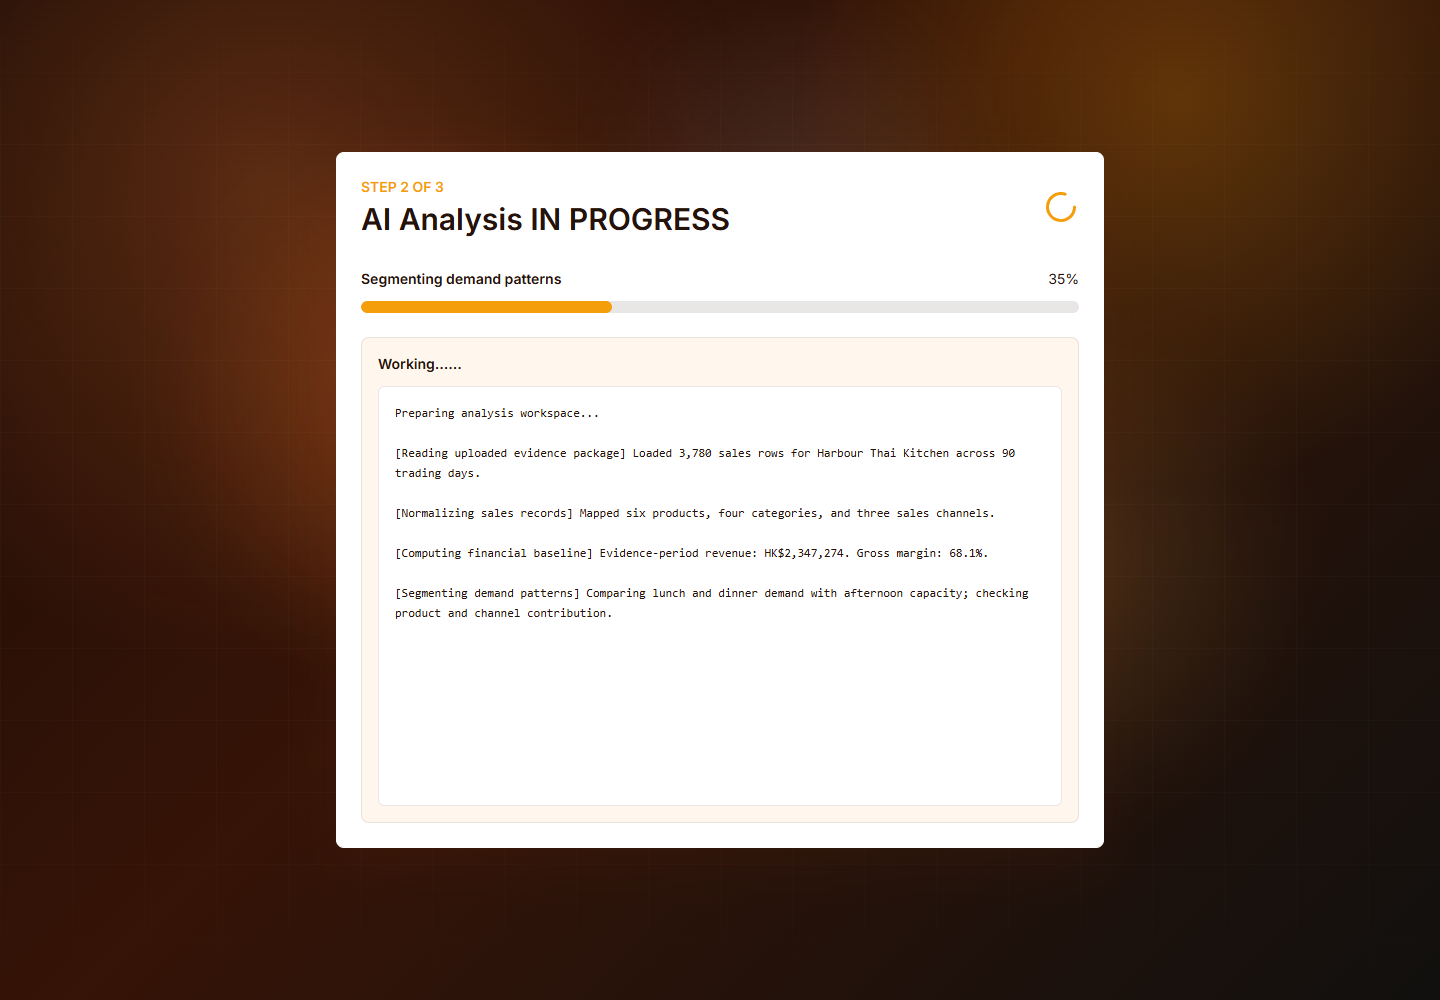 STEP 2 OF 3
AI Analysis IN PROGRESS
Segmenting demand patterns
35%
Working......
Preparing analysis workspace...
[Reading uploaded evidence package] Loaded 3,780 sales rows for Harbour Thai Kitchen across 90
trading days.
[Normalizing sales records] Mapped six products, four categories, and three sales channels.
[Computing financial baseline] Evidence-period revenue: HK$2,347,274. Gross margin: 68.1%.
[Segmenting demand patterns] Comparing lunch and dinner demand with afternoon capacity; checking
product and channel contribution.